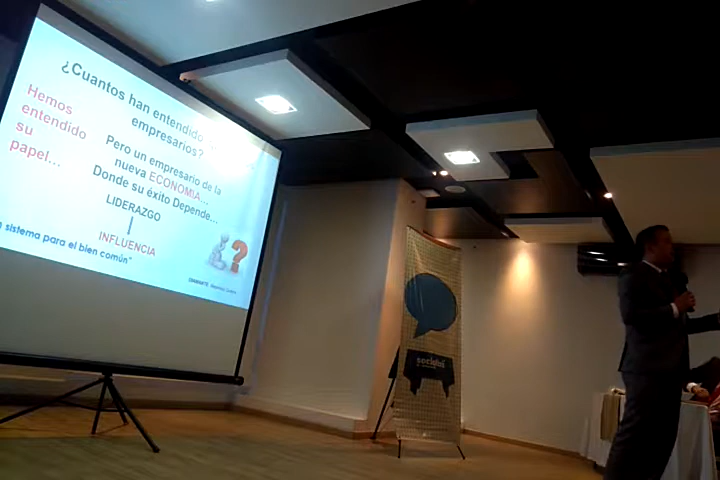 ¿Cuantos han entendido
empresarios?
Hemos
entendido
su
papel...
Pero un empresario de la
nueva ECONOMIA...
Donde su éxito Depende...
LIDERAZGO
INFLUENCIA
sistema para el bien común"